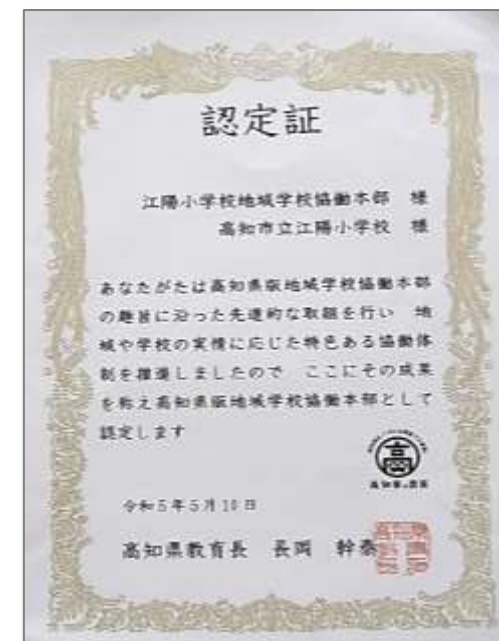 認定証
江陽小学校地域学校協働本部 様
高知市立江陽小学校 様
あなたがたは高知県版地域学校協働本部
の趣旨に沿った先進的な取組を行い 地
域や学校の実情に応じた特色ある協働体
制を推進しましたので ここにその成果
を称え高知県版地域学校協働本部として
認定します
令和5年5月10日
高知県教育長 長岡 幹泰